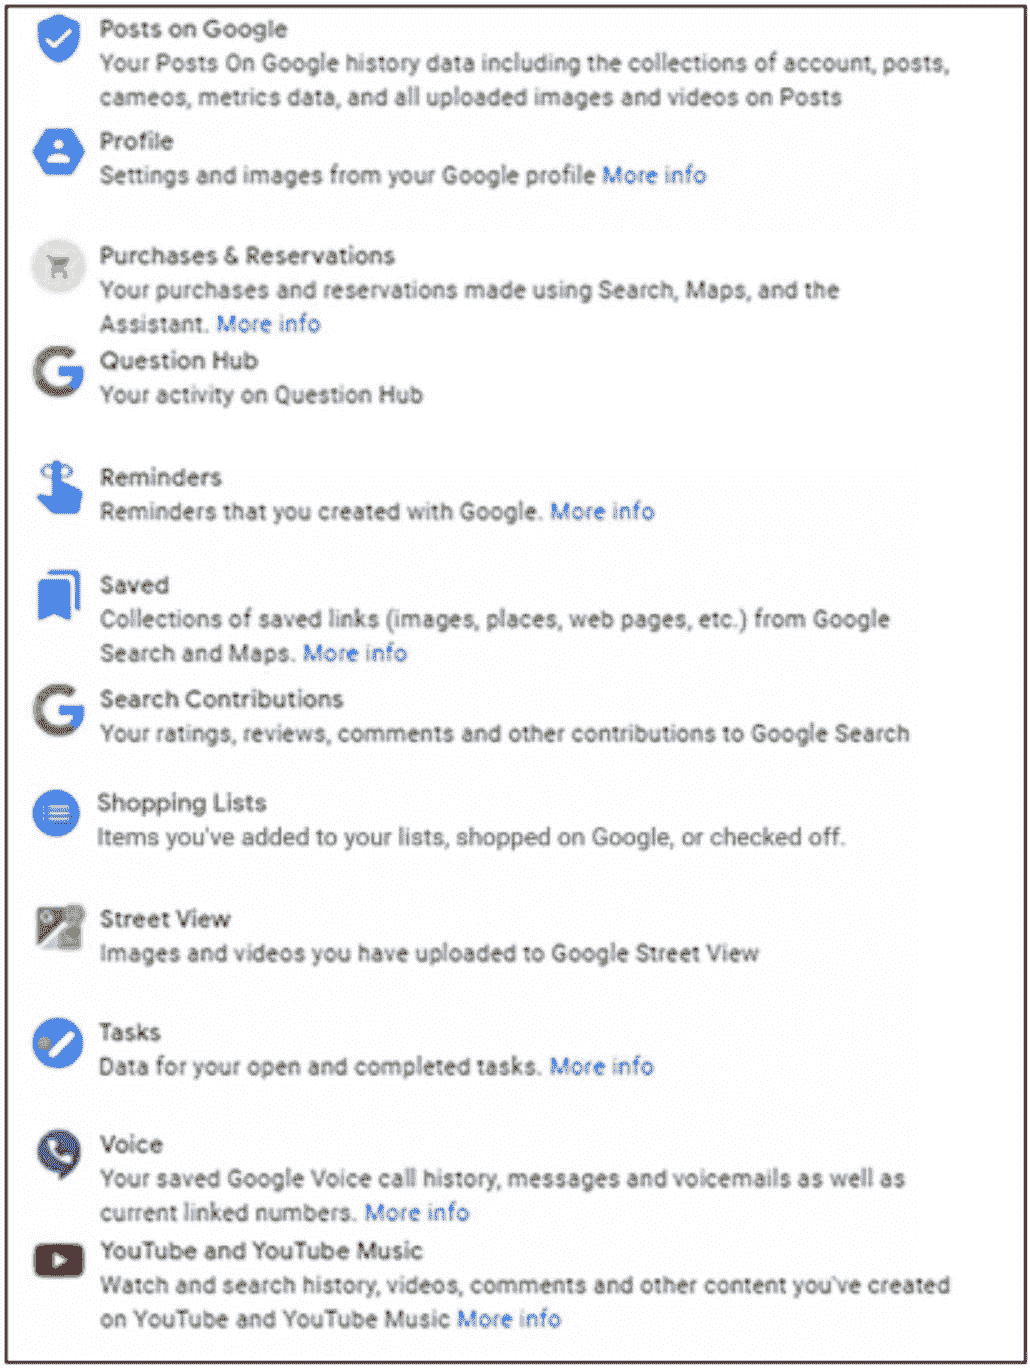 Posts on Google
Your Posts On Google history data including the collections of account, posts,
cameos, metrics data, and all uploaded images and videos on Posts
Profile
Settings and images from your Google profile More info
Purchases & Reservations
Your purchases and reservations made using Search, Maps, and the
Assistant. More info
Question Hub
Your activity on Question Hub
Reminders
Reminders that you created with Google. More info
Saved
Collections of saved links (images, places, web pages, etc.) from Google
Search and Maps. More info
Search Contributions
Your ratings, reviews, comments and other contributions to Google Search
Shopping Lists
Items you've added to your lists, shopped on Google, or checked off.
Street View
Images and videos you have uploaded to Google Street View
Tasks
Data for your open and completed tasks. More info
Voice
Your saved Google Voice call history, messages and voicemails as well as
current linked numbers. More info
YouTube and YouTube Music
Watch and search history, videos, comments and other content you've created
on YouTube and YouTube Music More info